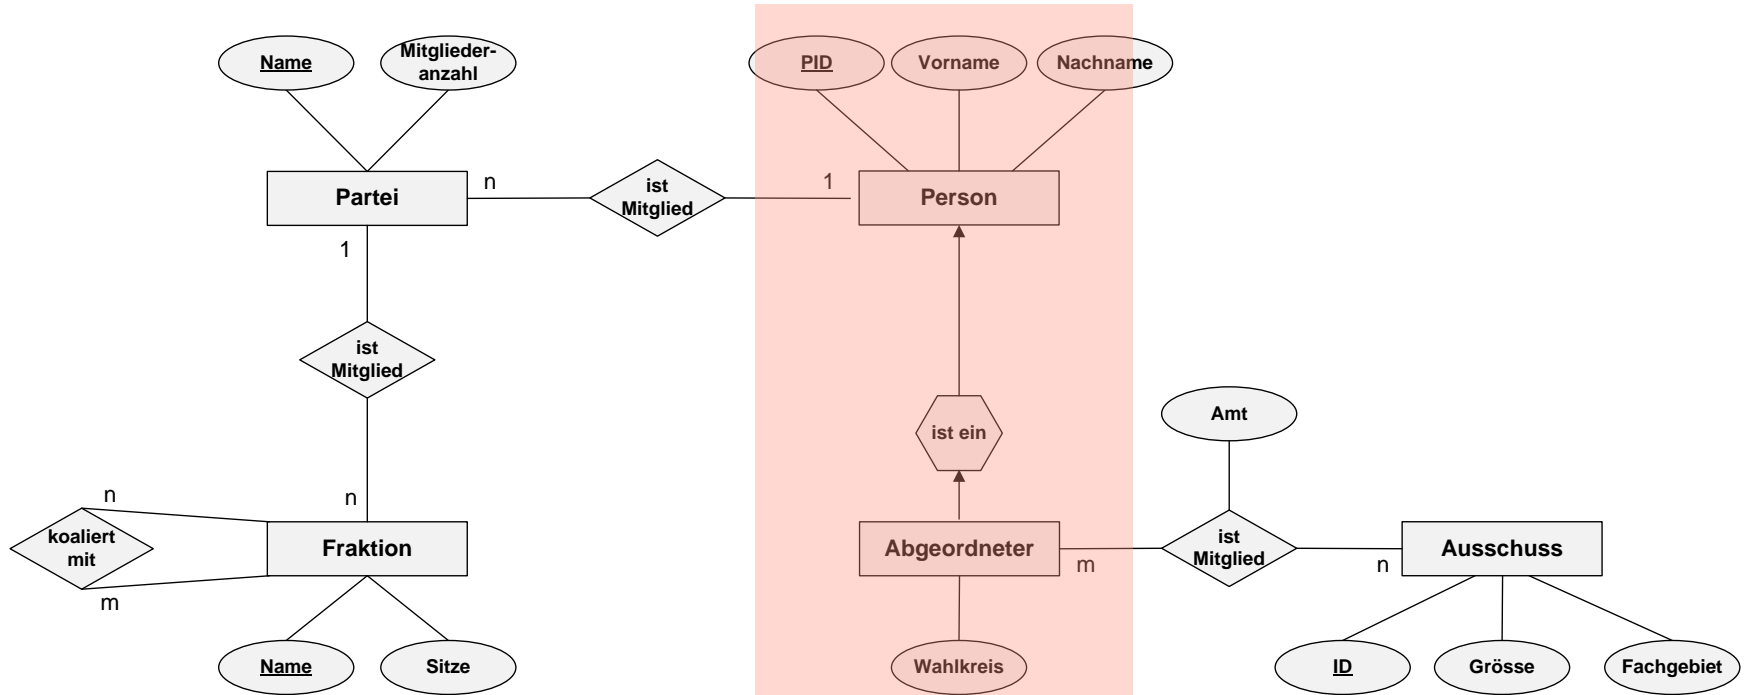 Name
Mitglieder-
anzahl
PID
Vorname
Nachname
Partei
n
ist
Mitglied
1
Person
1
ist
Mitglied
n
ist ein
Amt
n
koaliert
mit
m
Fraktion
Abgeordneter
m
ist
Mitglied
n
Ausschuss
Name
Sitze
Wahlkreis
ID
Grösse
Fachgebiet